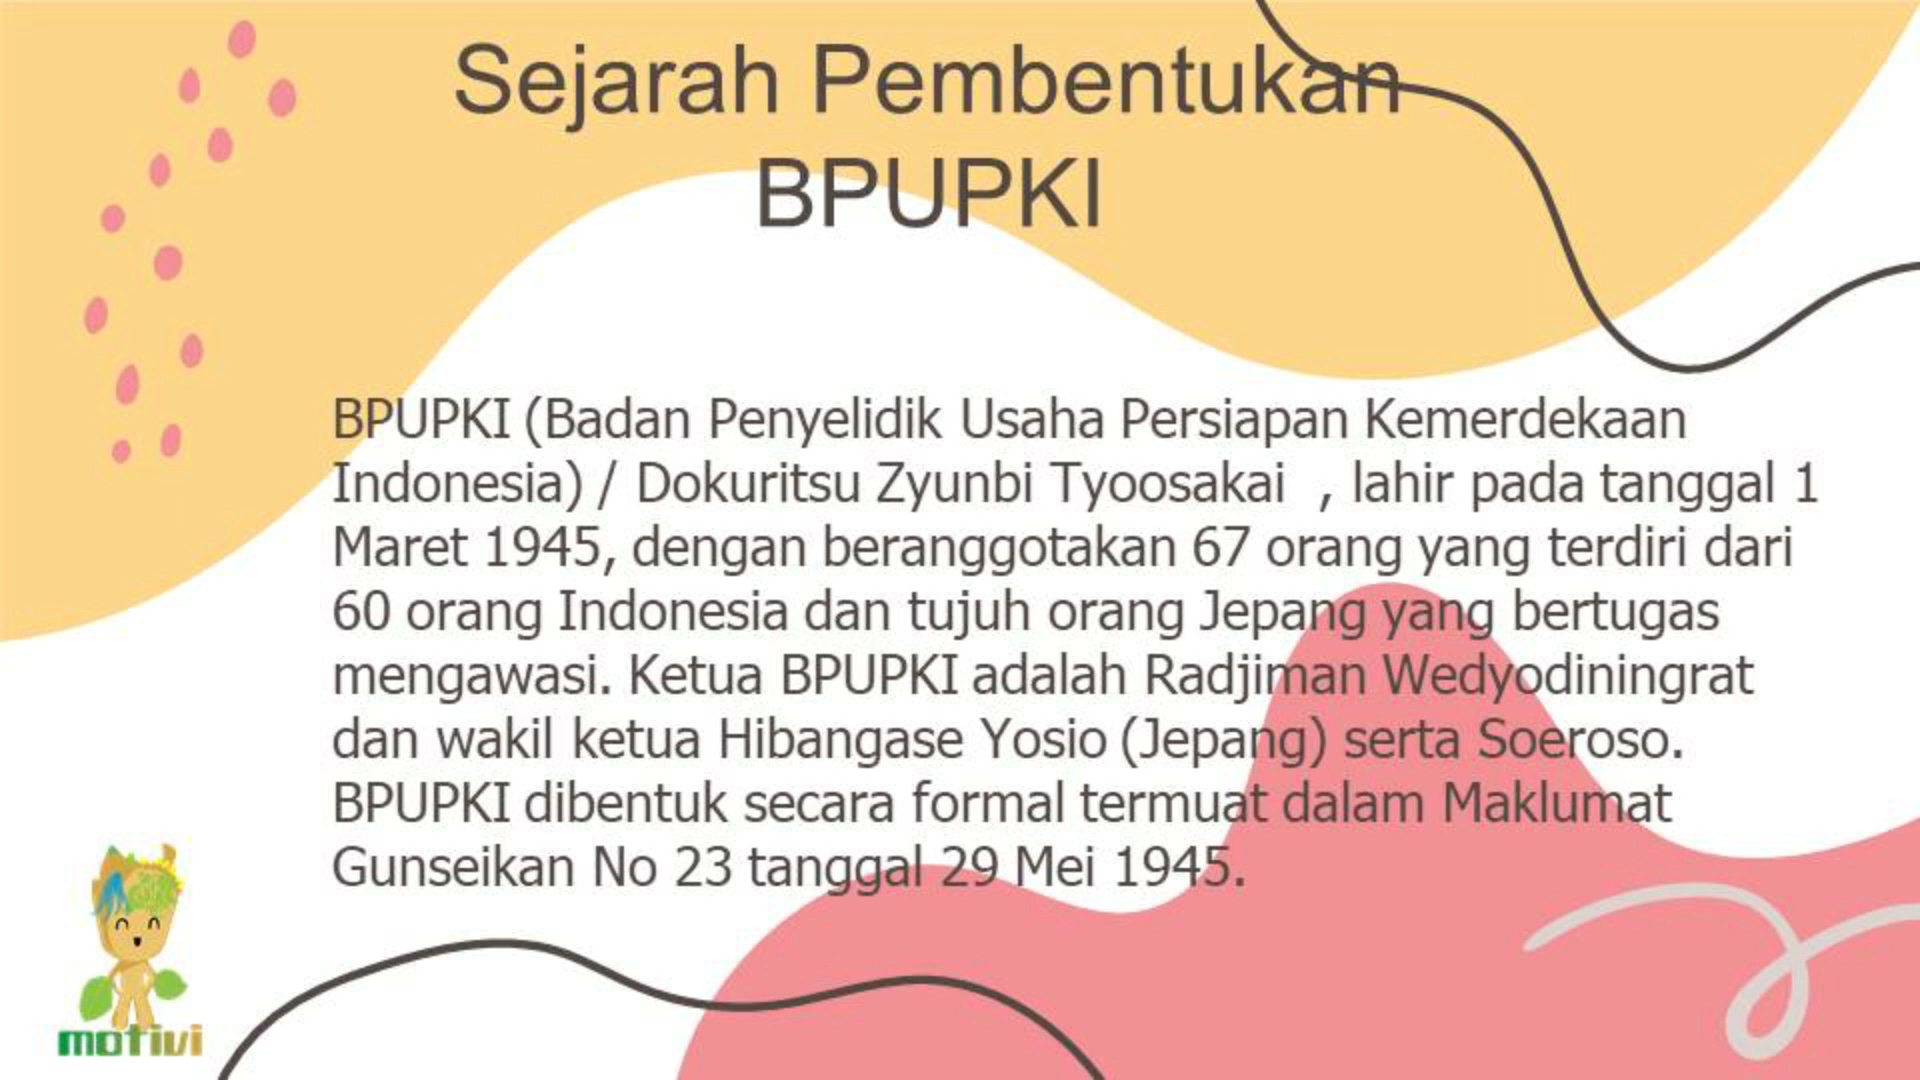 Sejarah Pembentukan
BPUPKI
BPUPKI (Badan Penyelidik Usaha Persiapan Kemerdekaan
Indonesia) / Dokuritsu Zyunbi Tyoosakai  , lahir pada tanggal 1
Maret 1945, dengan beranggotakan 67 orang yang terdiri dari
60 orang Indonesia dan tujuh orang Jepang yang bertugas
mengawasi. Ketua BPUPKI adalah Radjiman Wedyodiningrat
dan wakil ketua Hibangase Yosio (Jepang) serta Soeroso.
BPUPKI dibentuk secara formal termuat dalam Maklumat
Gunseikan No 23 tanggal 29 Mei 1945.
motivi